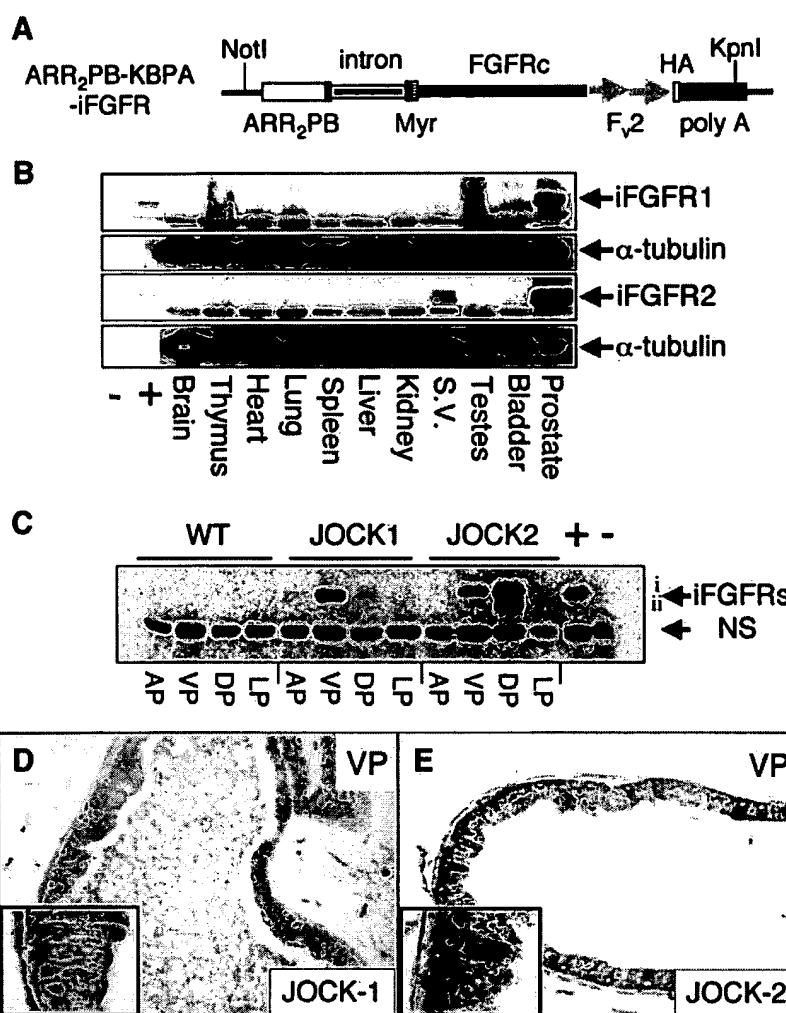 A
ARR₂PB-KBPA
-iFGFR
NotI
intron
FGFRc
HA
KpnI
ARR₂PB
Myr
Fᵥ2
poly A
B
iFGFR1
α-tubulin
iFGFR2
α-tubulin
- + Brain Thymus Heart Lung Spleen Liver Kidney S.V. Testes Bladder Prostate
C
WT JOCK1 JOCK2 + -
i
ii
iFGFRs
NS
AP VP DP LP AP VP DP LP AP VP DP LP
D
VP
JOCK-1
E
VP
JOCK-2